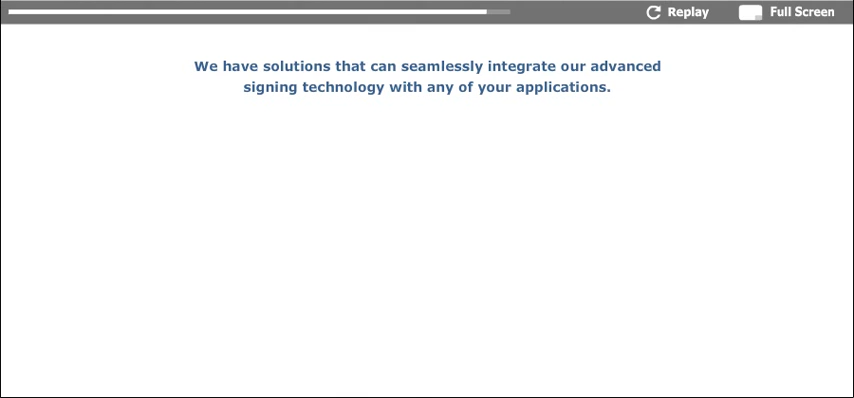 Replay Full Screen
We have solutions that can seamlessly integrate our advanced
signing technology with any of your applications.